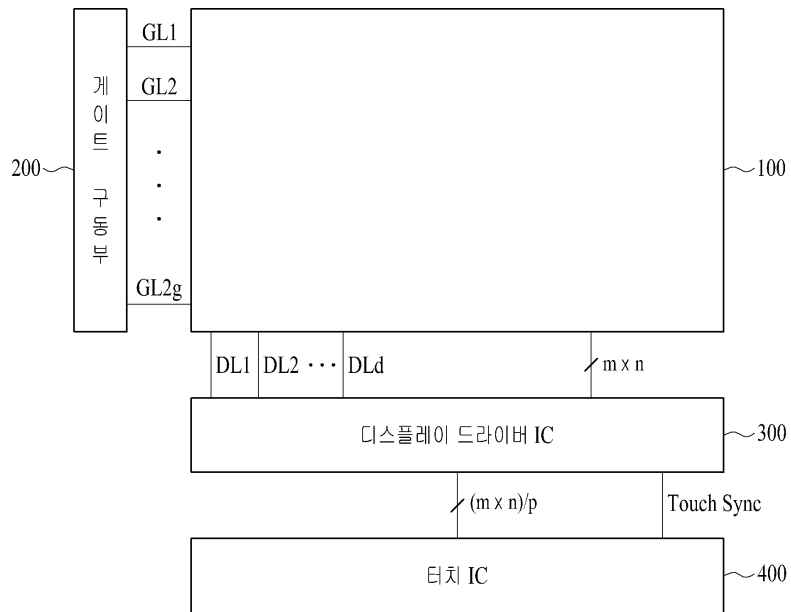 GL1
GL2
게이트 구동부
200
100
GL2g
DL1 DL2 ··· DLd m × n
디스플레이 드라이버 IC
300
(m × n)/p Touch Sync
터치 IC
400